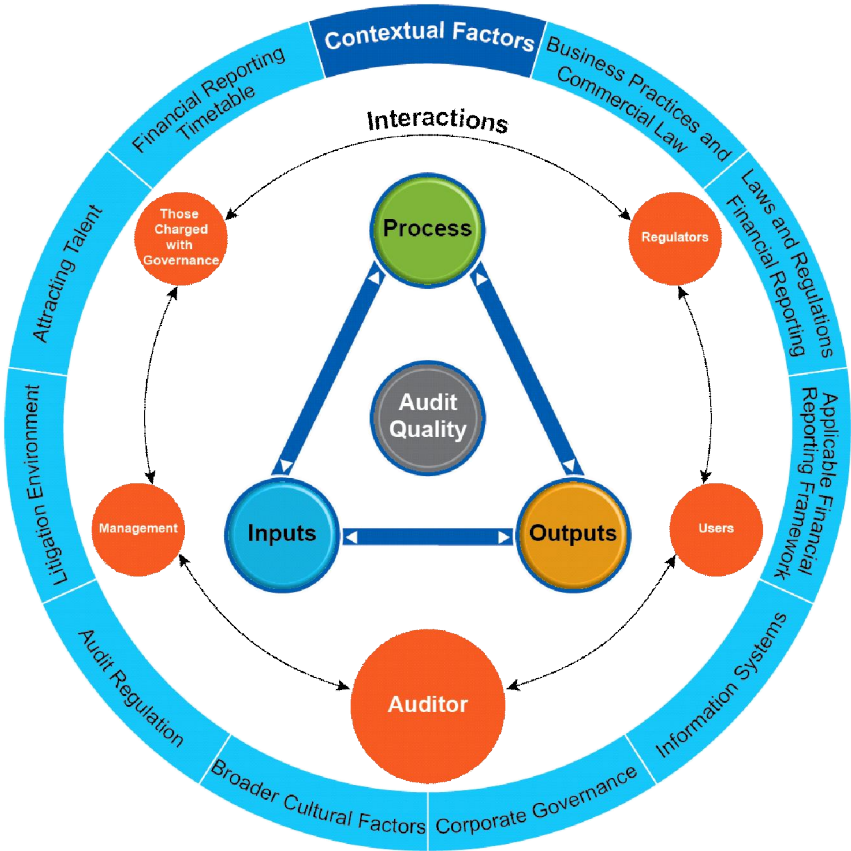 Contextual Factors
Business Practices and
Commercial Law
Laws and Regulations
Financial Reporting
Applicable Financial
Reporting Framework
Information Systems
Corporate Governance
Broader Cultural Factors
Audit Regulation
Litigation Environment
Attracting Talent
Financial Reporting
Timetable
Interactions
Those
Charged
with
Governance
Regulators
Process
Audit
Quality
Inputs
Outputs
Management
Users
Auditor